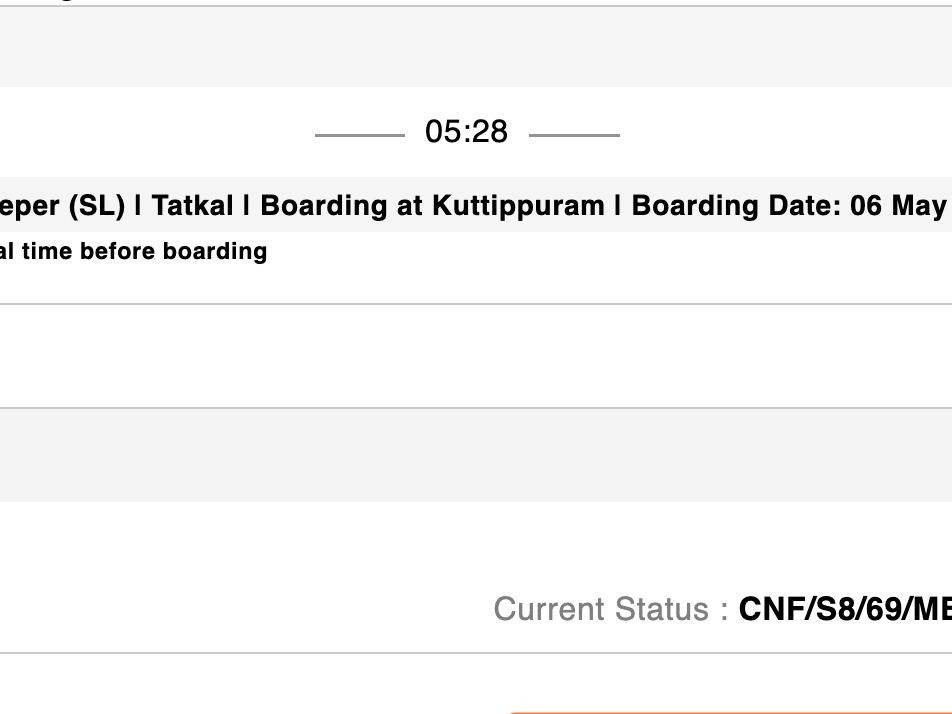 05:28
eper (SL) | Tatkal | Boarding at Kuttippuram | Boarding Date: 06 May
al time before boarding
Current Status : CNF/S8/69/MB